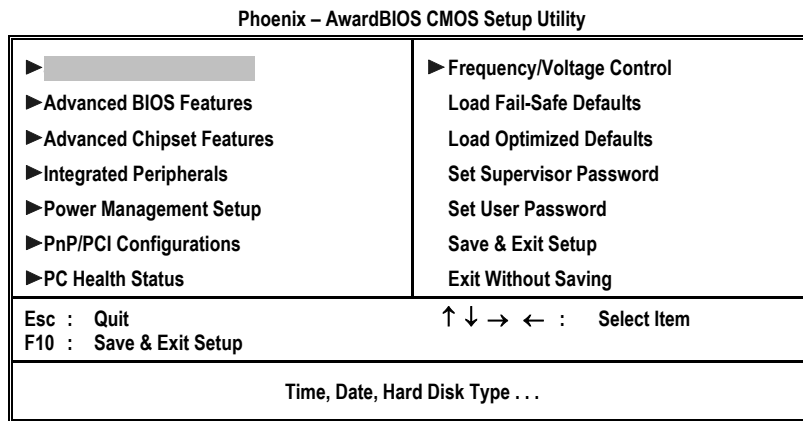 Phoenix – AwardBIOS CMOS Setup Utility
►
►Advanced BIOS Features
►Advanced Chipset Features
►Integrated Peripherals
►Power Management Setup
►PnP/PCI Configurations
►PC Health Status
►Frequency/Voltage Control
Load Fail-Safe Defaults
Load Optimized Defaults
Set Supervisor Password
Set User Password
Save & Exit Setup
Exit Without Saving
Esc : Quit
F10 : Save & Exit Setup
↑ ↓ → ← : Select Item
Time, Date, Hard Disk Type . . .